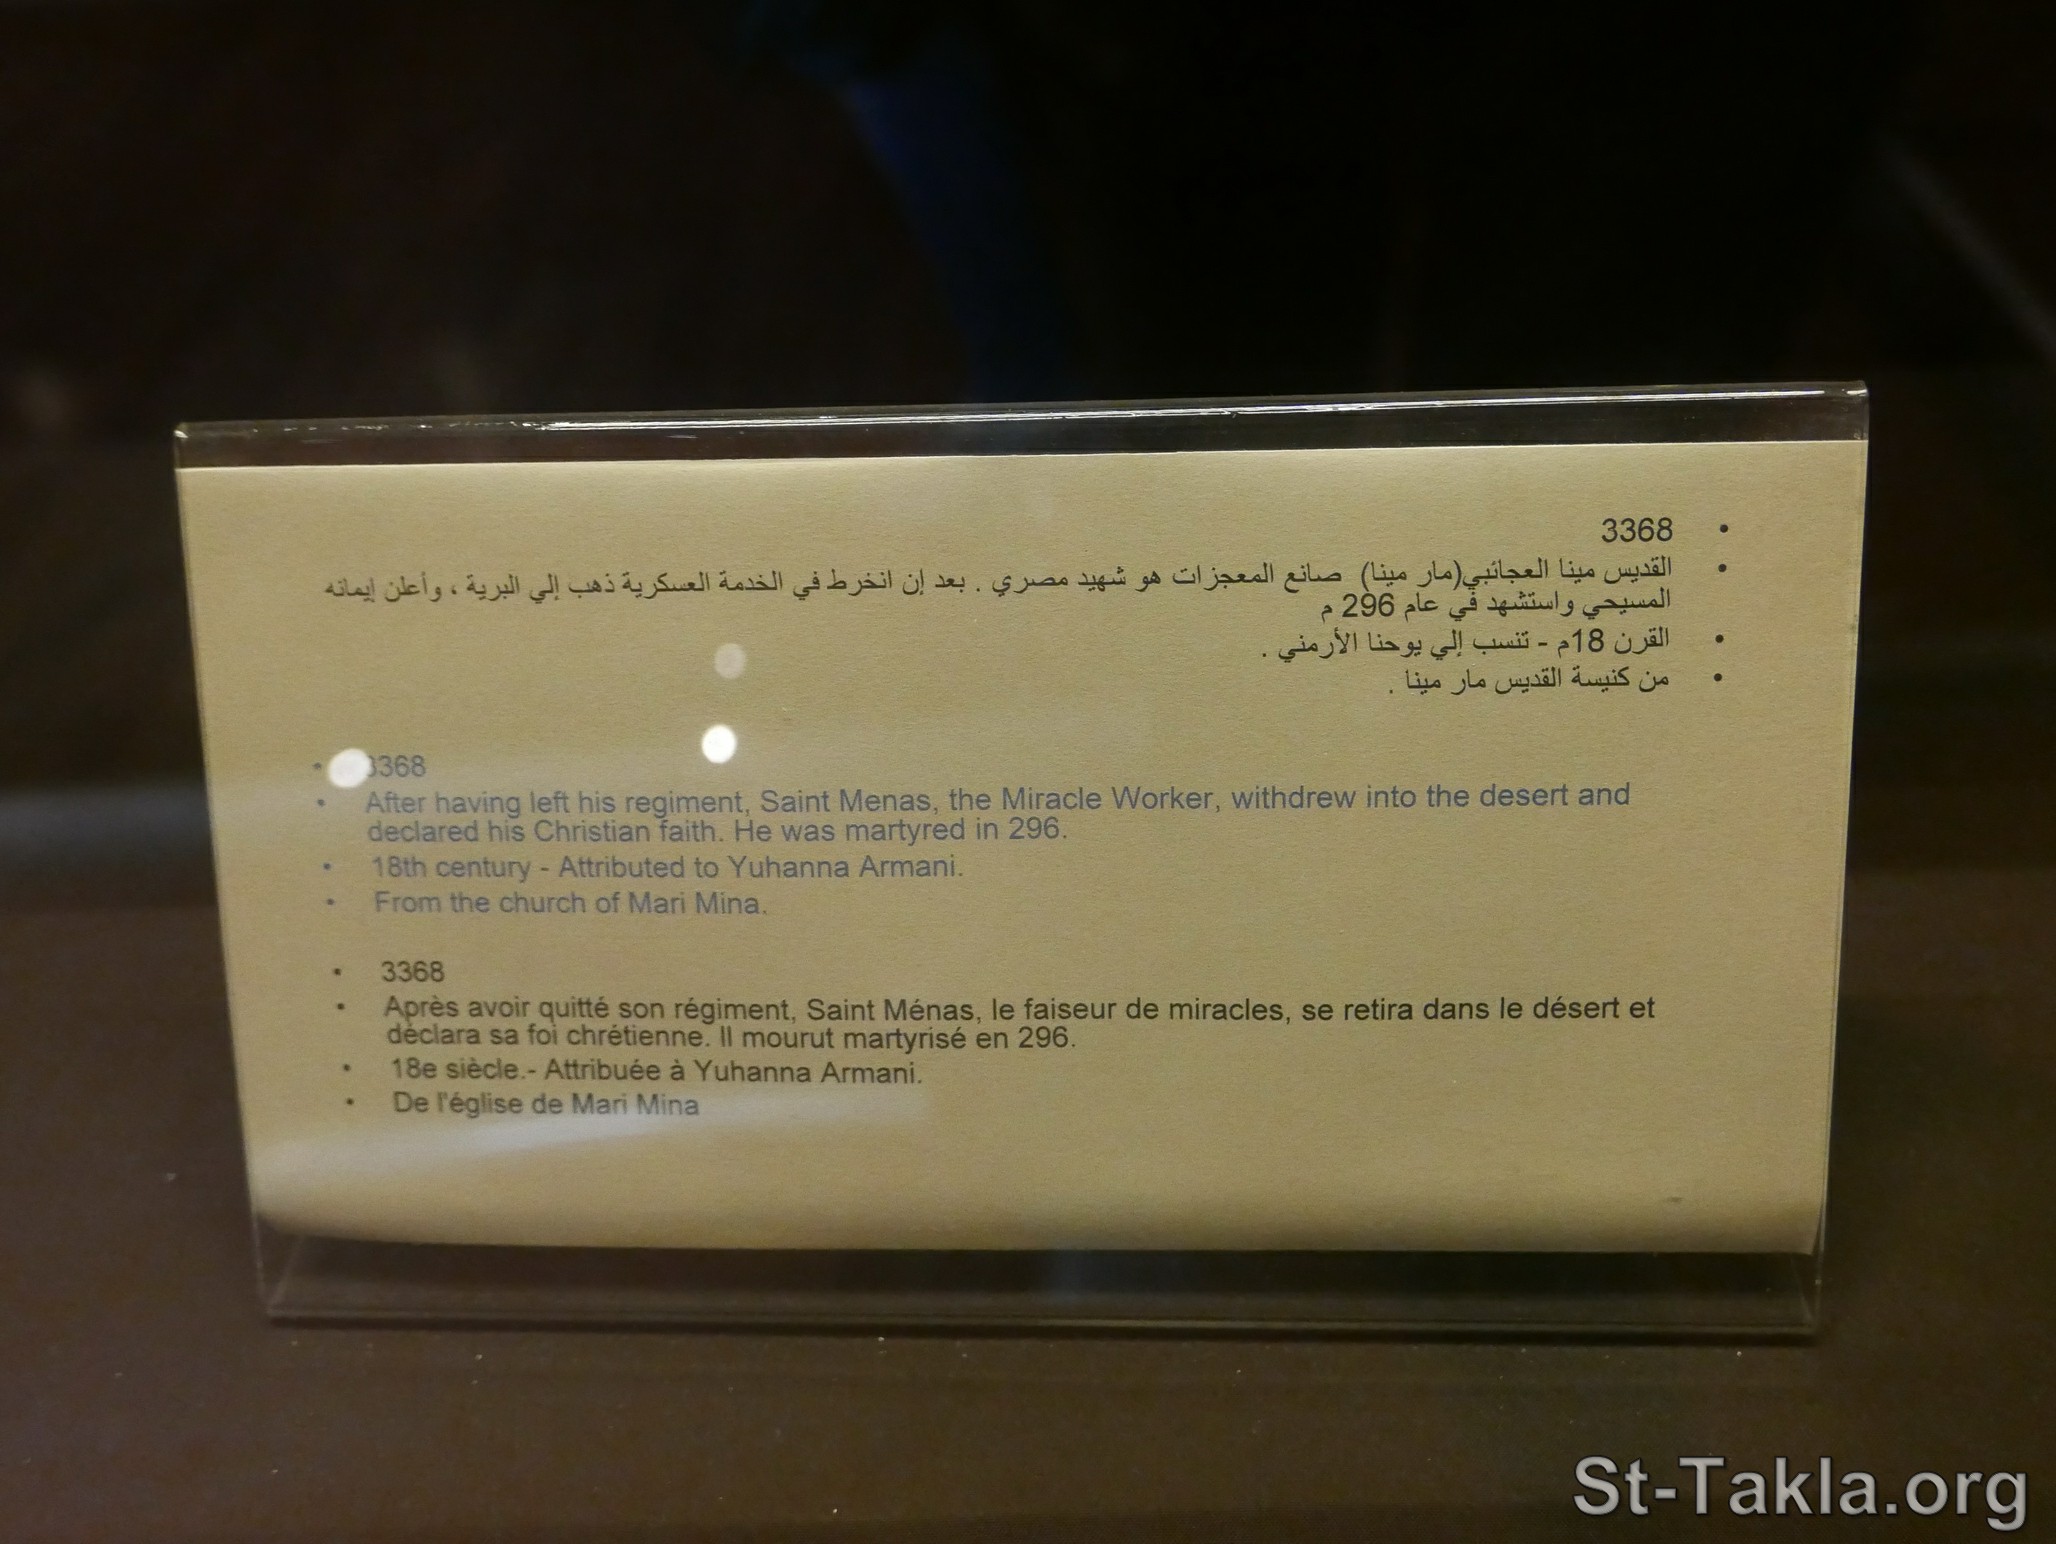 • 3368
• القديس مينا العجائبي(مار مينا) صانع المعجزات هو شهيد مصري . بعد إن انخرط في الخدمة العسكرية ذهب إلي البرية ، وأعلن إيمانه
المسيحي واستشهد في عام 296 م
• القرن 18م - تنسب إلي يوحنا الأرمني .
• من كنيسة القديس مار مينا .
• 3368
• After having left his regiment, Saint Menas, the Miracle Worker, withdrew into the desert and
declared his Christian faith. He was martyred in 296.
• 18th century - Attributed to Yuhanna Armani.
• From the church of Mari Mina.
• 3368
• Après avoir quitté son régiment, Saint Ménas, le faiseur de miracles, se retira dans le désert et
déclara sa foi chrétienne. Il mourut martyrisé en 296.
• 18e siècle.- Attribuée à Yuhanna Armani.
• De l'église de Mari Mina
St-Takla.org